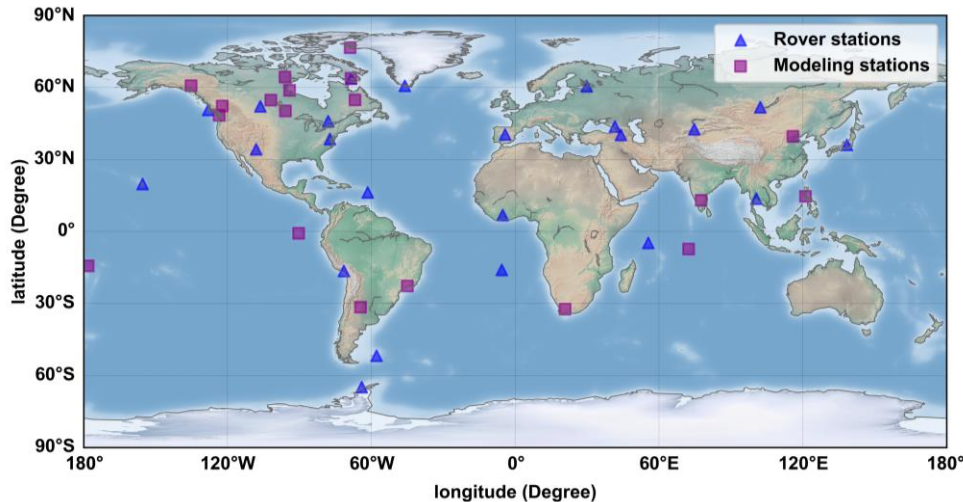 90°N
60°N
30°N
0°
30°S
60°S
90°S
latitude (Degree)
Rover stations
Modeling stations
180°
120°W
60°W
0°
60°E
120°E
180°
longitude (Degree)